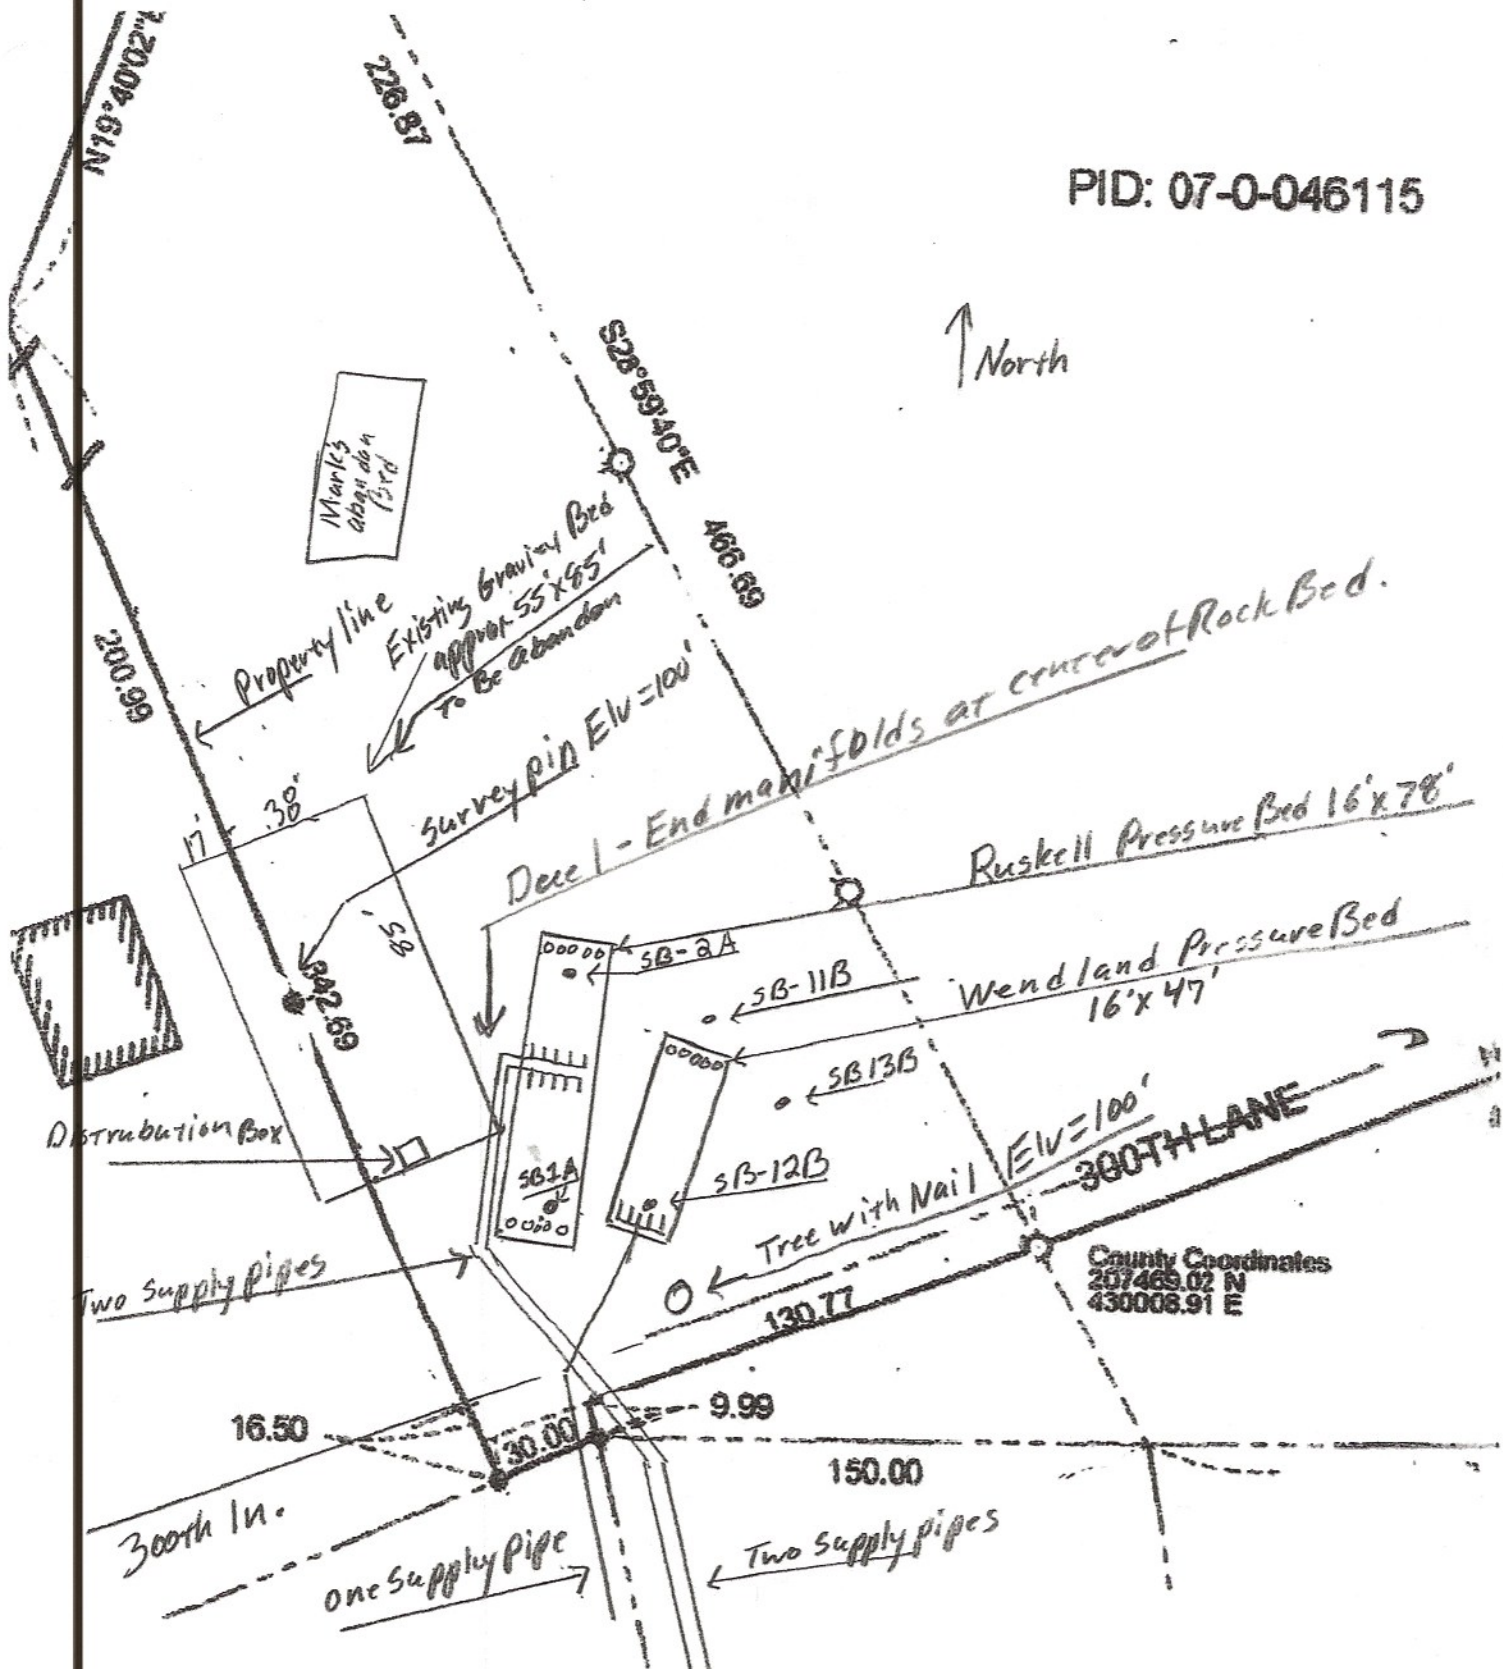 N19°40'02"E
226.87
PID: 07-0-046115
North
S28°59'40"E
466.69
Mark's
abandon
Bed
Existing Gravity Bed
approx 55'x85'
To Be abandon
Property line
200.99
Survey pin Elv=100'
17'
38'
85'
342.69
End manifolds at center of Rock Bed.
Ruskell Pressure Bed 16'x78'
SB-2A
SB-11B
Wendland Pressure Bed
16'x47'
SB13B
Distrubution Box
SB1A
SB-12B
Tree with Nail Elv=100'
300TH LANE
County Coordinates
207469.02 N
430008.91 E
Two Supply pipes
130.77
16.50
30.00
9.99
150.00
300th ln.
one Supply Pipe
Two Supply pipes